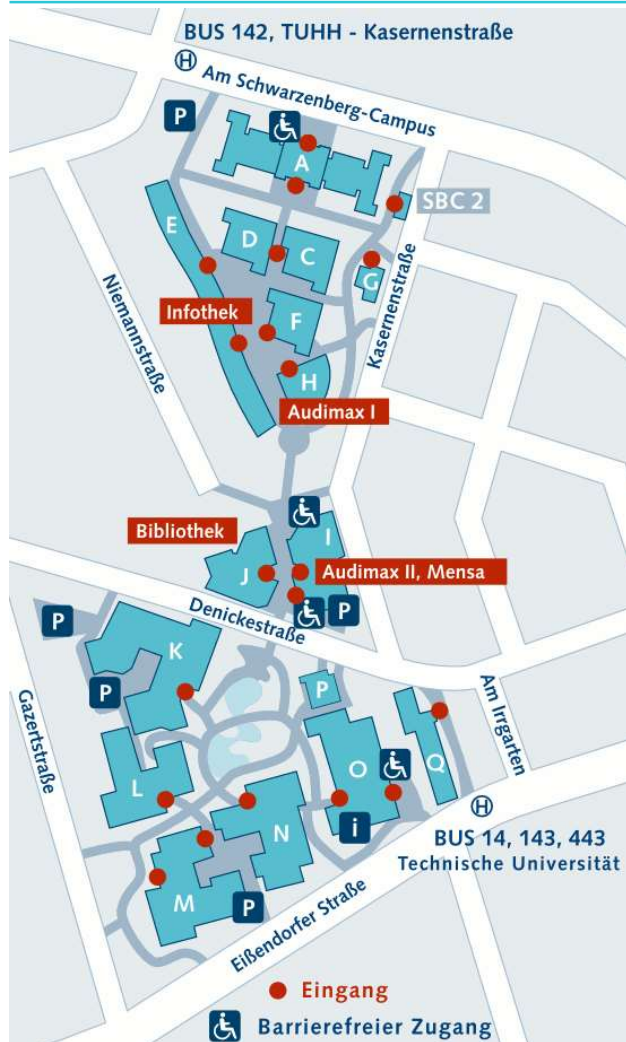 BUS 142, TUHH - Kasernenstraße
H
Am Schwarzenberg-Campus
P
A
SBC 2
E
D
C
G
Niemannstraße
Infothek
F
Kasernenstraße
H
Audimax I
Bibliothek
I
J
Audimax II, Mensa
P
Denickestraße
P
K
P
P
Gazertstraße
Am Irrgarten
L
O
Q
N
i
H
BUS 14, 143, 443
Technische Universität
M
P
Eißendorfer Straße
Eingang
Barrierefreier Zugang